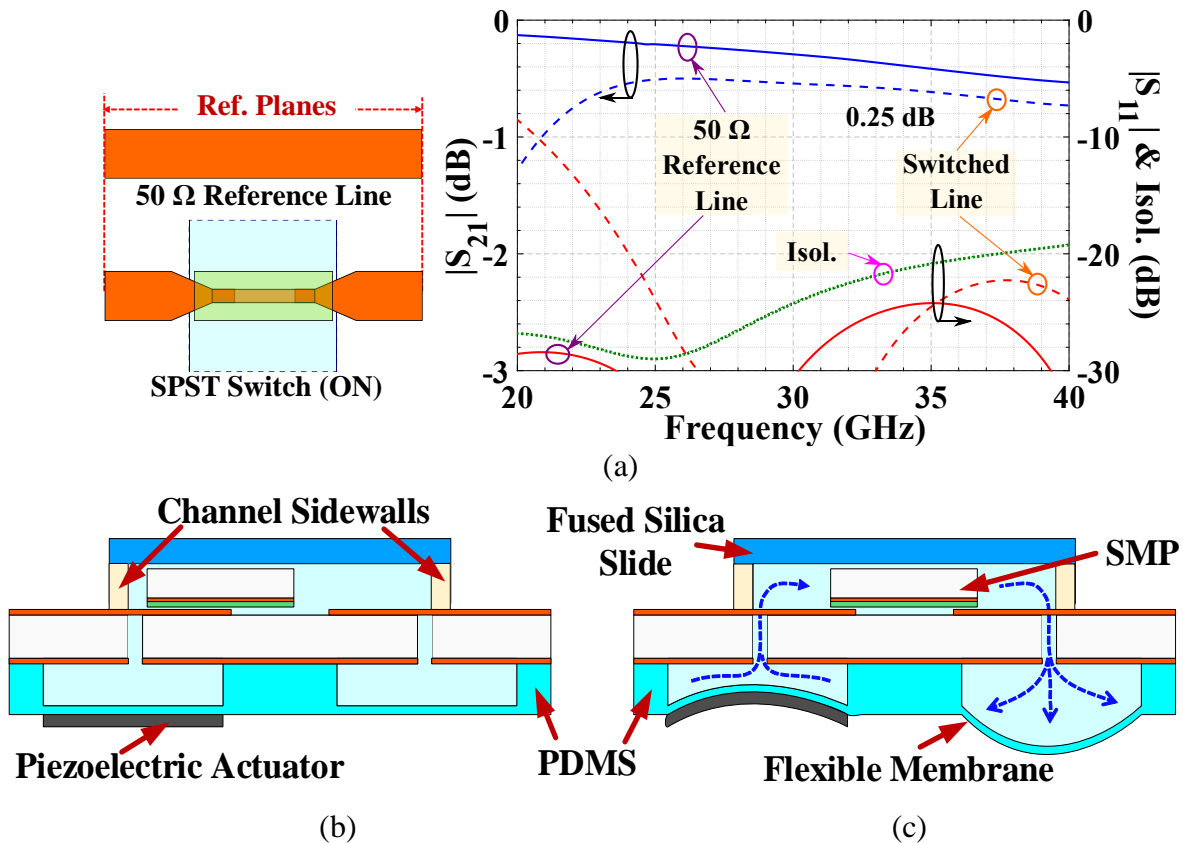 Ref. Planes
50 Ω Reference Line
SPST Switch (ON)
0
-1
-2
-3
|S21| (dB)
50 Ω
Reference
Line
0.25 dB
Switched
Line
Isol.
0
-10
-20
-30
|S11| & Isol. (dB)
20
25
30
35
40
Frequency (GHz)
(a)
Channel Sidewalls
Piezoelectric Actuator
PDMS
(b)
Fused Silica
Slide
SMP
Flexible Membrane
(c)